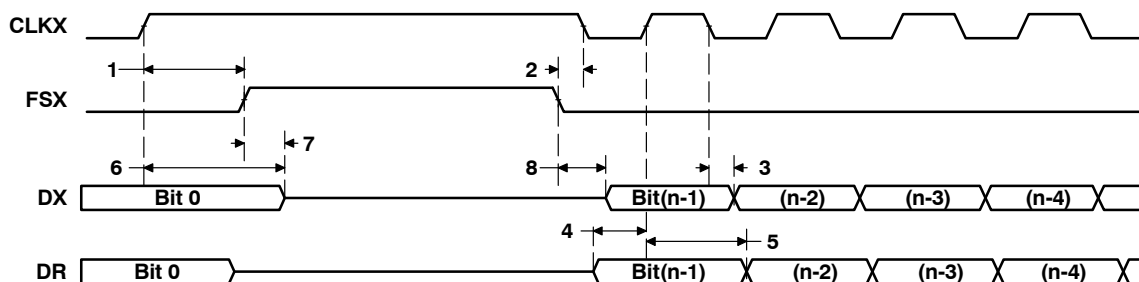 CLKX
1
2
FSX
7
6
8
3
DX
Bit 0
Bit(n-1)
(n-2)
(n-3)
(n-4)
4
5
DR
Bit 0
Bit(n-1)
(n-2)
(n-3)
(n-4)